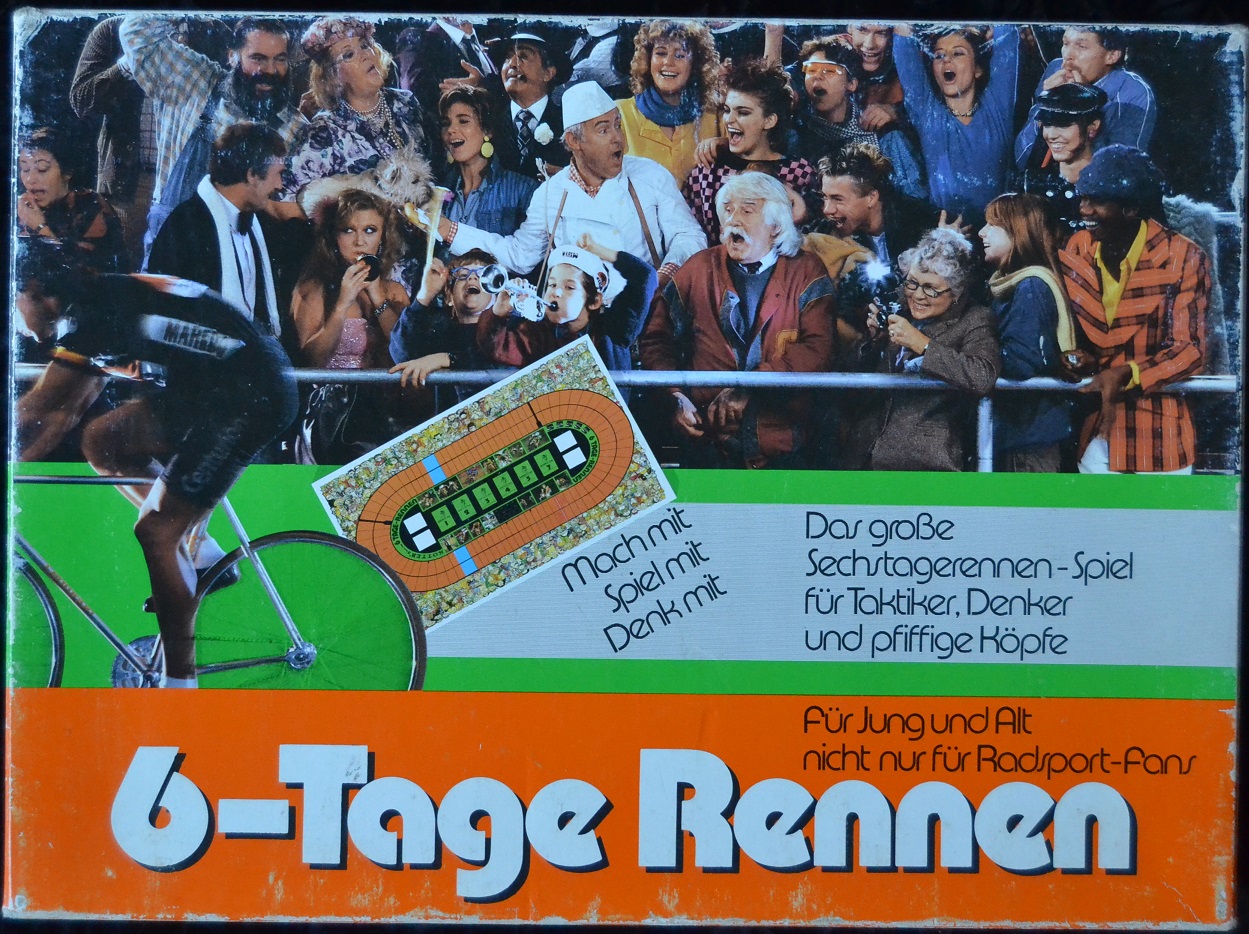 Mach mit
Spiel mit
Denk mit
Das große
Sechstagerennen-Spiel
für Taktiker, Denker
und pfiffige Köpfe
Für Jung und Alt
nicht nur für Radsport-Fans
6-Tage Rennen